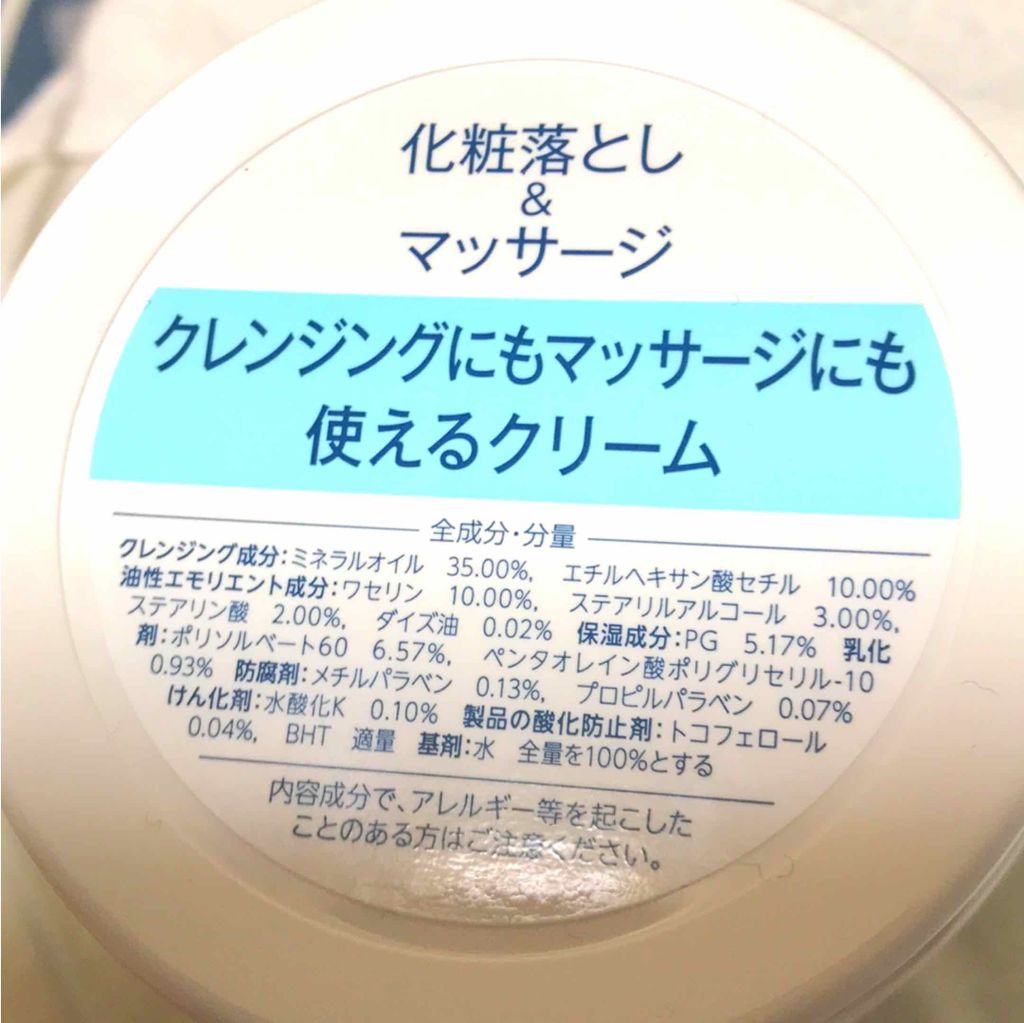 化粧落とし
&
マッサージ
クレンジングにもマッサージにも
使えるクリーム
全成分・分量
クレンジング成分:ミネラルオイル 35.00%, エチルヘキサン酸セチル 10.00%
油性エモリエント成分:ワセリン 10.00%, ステアリルアルコール 3.00%,
ステアリン酸 2.00%, ダイズ油 0.02% 保湿成分:PG 5.17% 乳化
剤:ポリソルベート60 6.57%, ペンタオレイン酸ポリグリセリル-10
0.93% 防腐剤:メチルパラベン 0.13%, プロピルパラベン 0.07%
けん化剤:水酸化K 0.10% 製品の酸化防止剤:トコフェロール
0.04%, BHT 適量 基剤:水 全量を100%とする
内容成分で、アレルギー等を起こした
ことのある方はご注意ください。